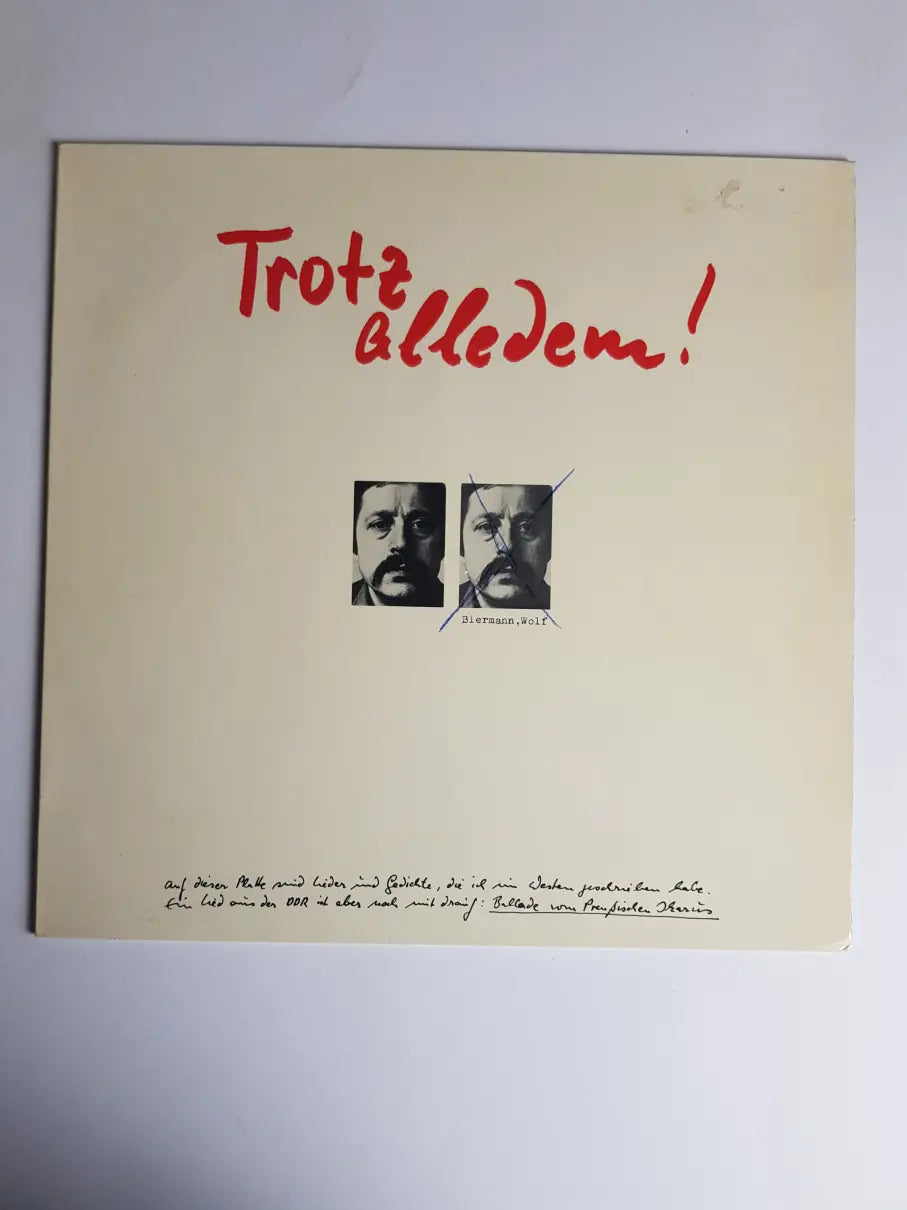 Trotz
alledem!
Biermann,Wolf
auf dieser Platte sind Lieder und Gedichte, die ich im Westen geschrieben habe.
Ein Lied aus der DDR ist aber noch mit drauf: Ballade vom Preußischen Ikarus